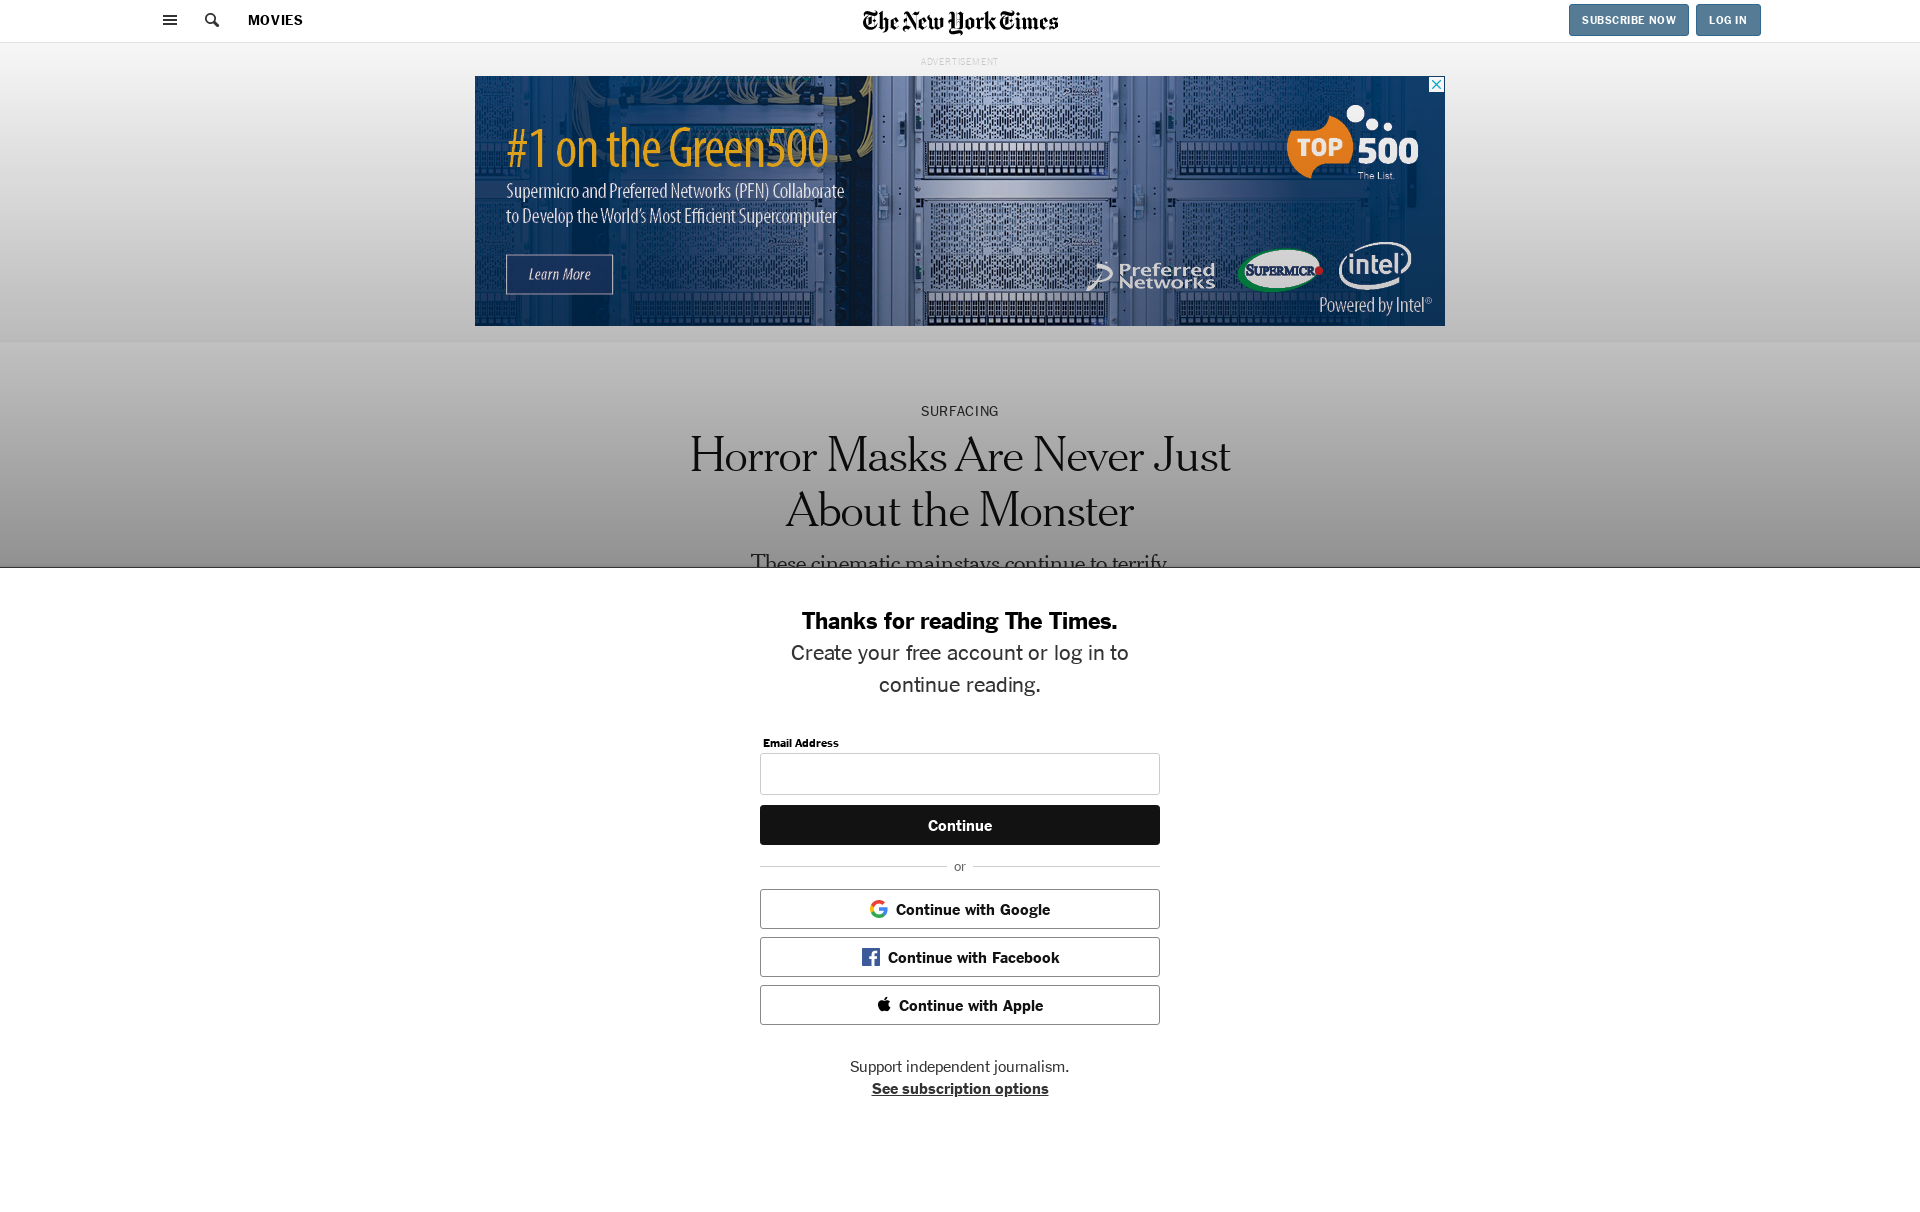 MOVIES
The New York Times
SUBSCRIBE NOW
LOG IN
ADVERTISEMENT
#1 on the Green500
Supermicro and Preferred Networks (PFN) Collaborate
to Develop the World's Most Efficient Supercomputer
Learn More
TOP 500
The List.
Preferred
Networks
SUPERMICR
intel
Powered by Intel®
SURFACING
Horror Masks Are Never Just
About the Monster
These cinematic mainstays continue to terrify
Thanks for reading The Times.
Create your free account or log in to
continue reading.
Email Address
Continue
or
Continue with Google
Continue with Facebook
Continue with Apple
Support independent journalism.
See subscription options